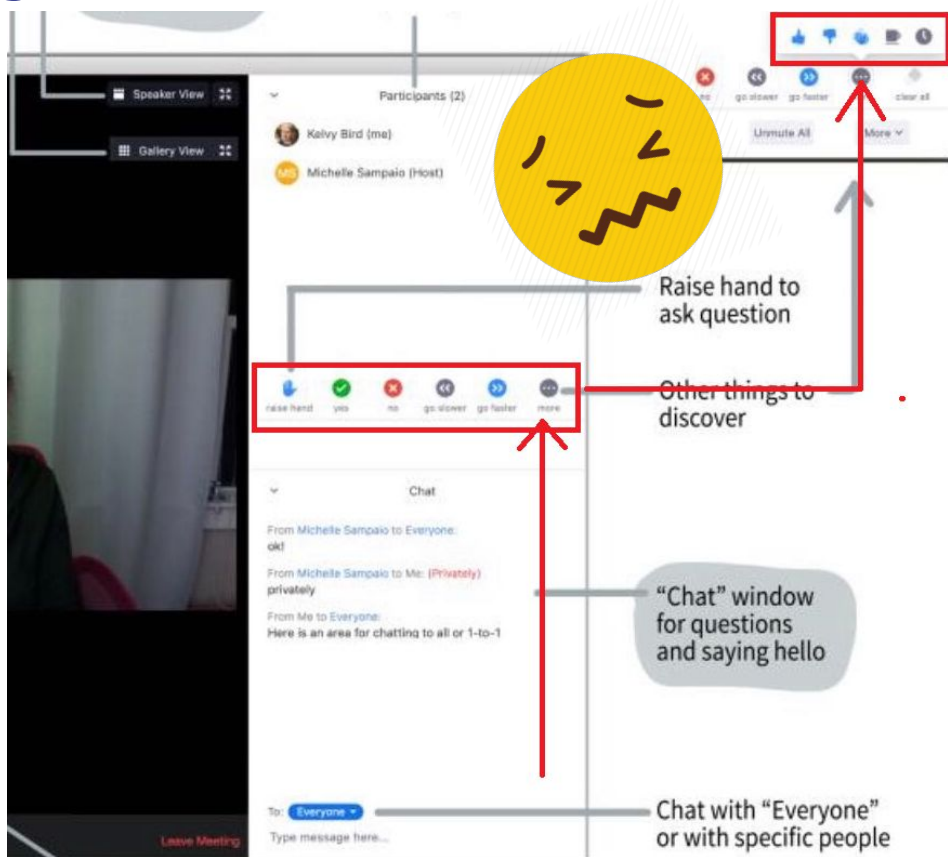 Speaker View
Gallery View
Participants (2)
Kelvy Bird (me)
MS
Michelle Sampaio (Host)
no
go slower
go faster
clear all
Unmute All
More
Raise hand to
ask question
raise hand
yes
no
go slower
go faster
more
Other things to
discover
Chat
From Michelle Sampaio to Everyone:
ok!
From Michelle Sampaio to Me: (Privately)
privately
From Me to Everyone:
Here is an area for chatting to all or 1-to-1
"Chat" window
for questions
and saying hello
To: Everyone
Type message here...
Chat with "Everyone"
or with specific people
Leave Meeting